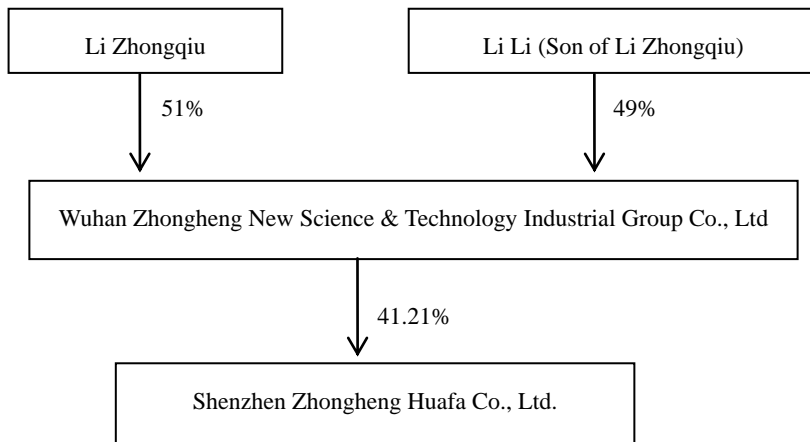 Li Zhongqiu
Li Li (Son of Li Zhongqiu)
51%
49%
Wuhan Zhongheng New Science & Technology Industrial Group Co., Ltd
41.21%
Shenzhen Zhongheng Huafa Co., Ltd.